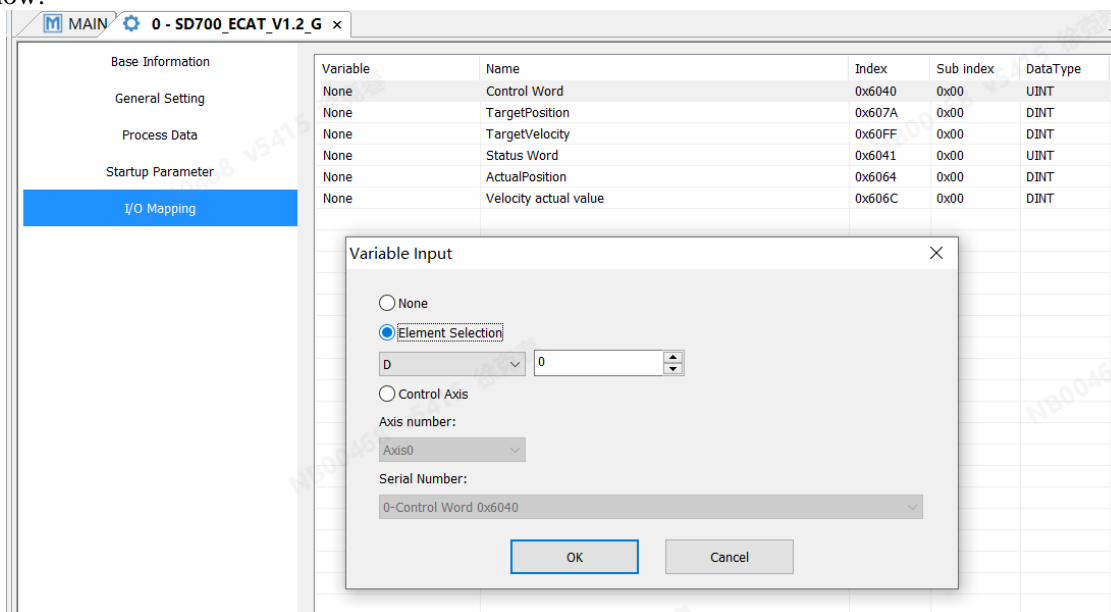 MAIN 0 - SD700_ECAT_V1.2_G ×
Base Information
General Setting
Process Data
Startup Parameter
I/O Mapping
Variable Name Index Sub index DataType
None Control Word 0x6040 0x00 UINT
None TargetPosition 0x607A 0x00 DINT
None TargetVelocity 0x60FF 0x00 DINT
None Status Word 0x6041 0x00 UINT
None ActualPosition 0x6064 0x00 DINT
None Velocity actual value 0x606C 0x00 DINT
Variable Input
None
Element Selection
D 0
Control Axis
Axis number:
Axis0
Serial Number:
0-Control Word 0x6040
OK Cancel